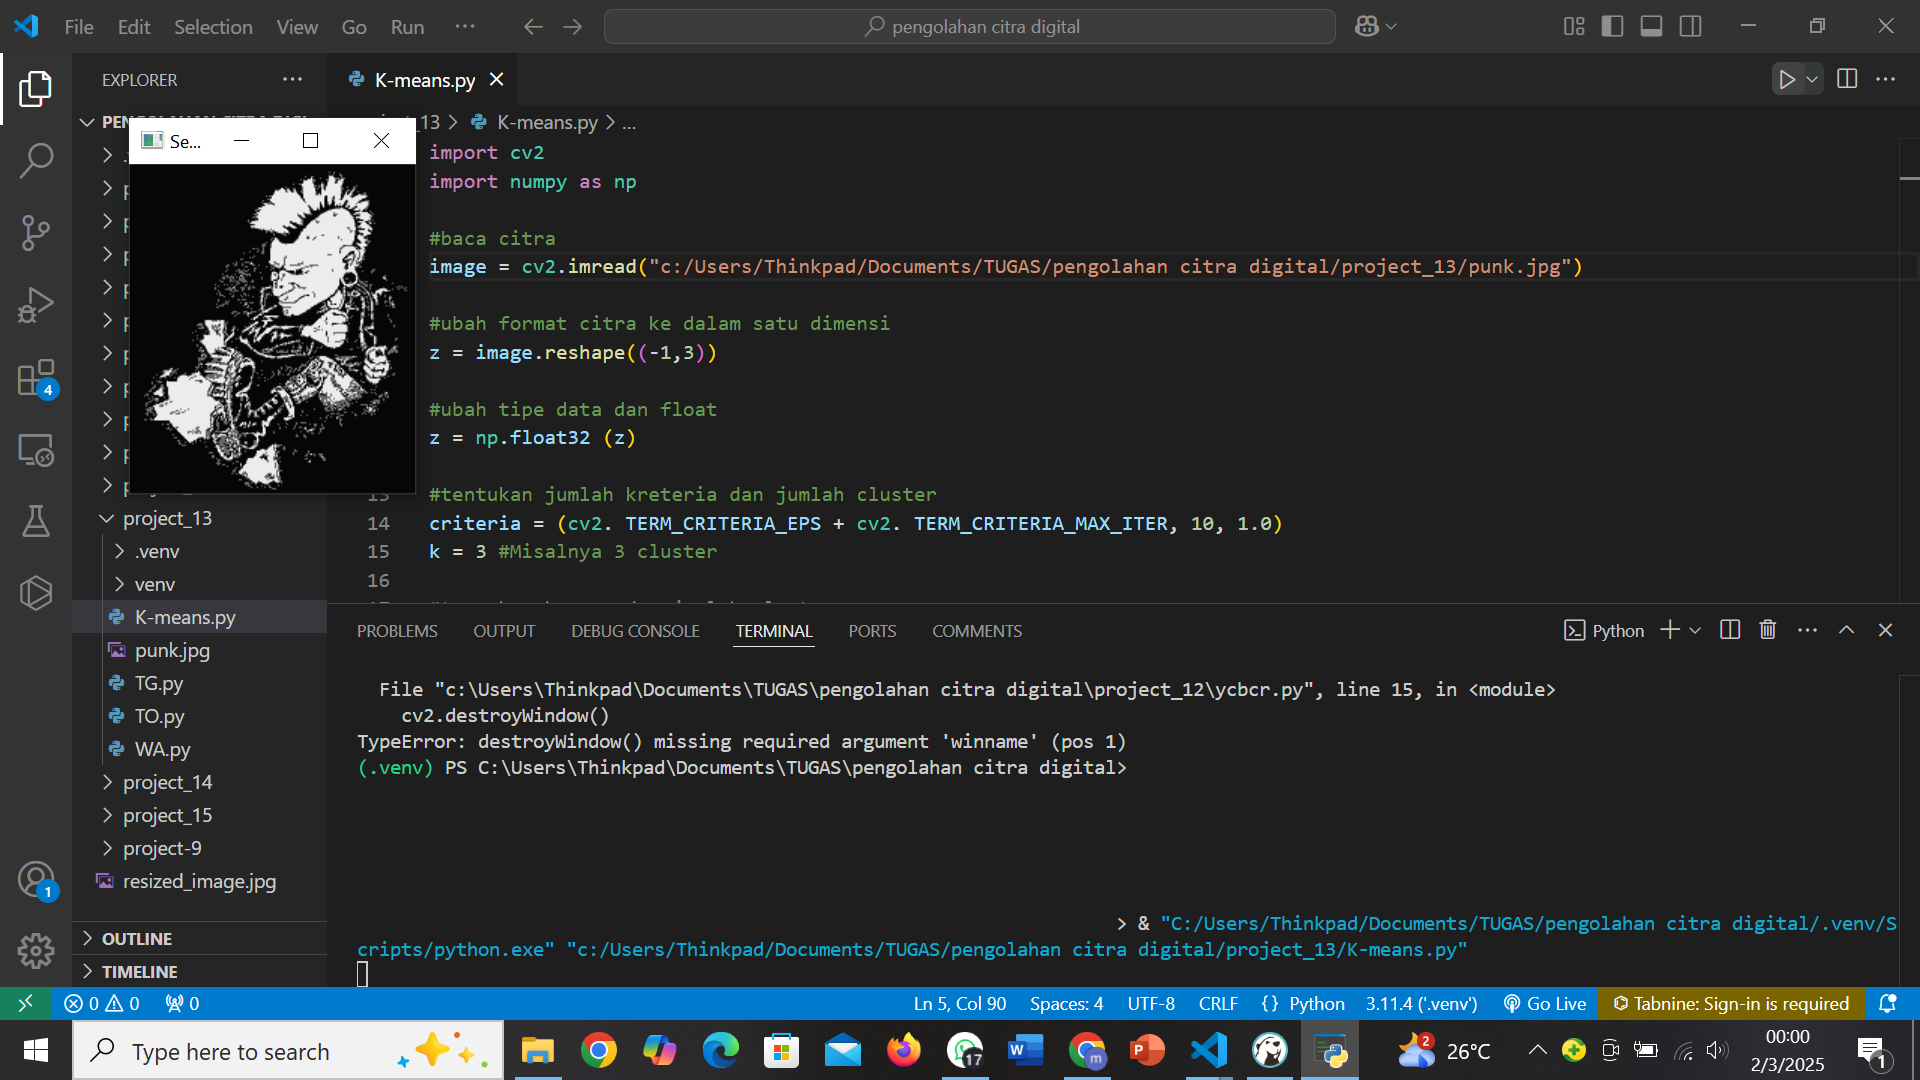 File Edit Selection View Go Run ...
pengolahan citra digital
EXPLORER ...
K-means.py
Se...
_13 > K-means.py > ...
import cv2
import numpy as np
#baca citra
image = cv2.imread("c:/Users/Thinkpad/Documents/TUGAS/pengolahan citra digital/project_13/punk.jpg")
#ubah format citra ke dalam satu dimensi
z = image.reshape((-1,3))
#ubah tipe data dan float
z = np.float32 (z)
#tentukan jumlah kreteria dan jumlah cluster
14 criteria = (cv2. TERM_CRITERIA_EPS + cv2. TERM_CRITERIA_MAX_ITER, 10, 1.0)
15 k = 3 #Misalnya 3 cluster
16
project_13
.venv
venv
K-means.py
punk.jpg
TG.py
TO.py
WA.py
project_14
project_15
project-9
resized_image.jpg
OUTLINE
TIMELINE
4
1
PROBLEMS OUTPUT DEBUG CONSOLE TERMINAL PORTS COMMENTS
Python
File "c:\Users\Thinkpad\Documents\TUGAS\pengolahan citra digital\project_12\ycbcr.py", line 15, in <module>
cv2.destroyWindow()
TypeError: destroyWindow() missing required argument 'winname' (pos 1)
(.venv) PS C:\Users\Thinkpad\Documents\TUGAS\pengolahan citra digital>
> & "C:/Users/Thinkpad/Documents/TUGAS/pengolahan citra digital/.venv/S
cripts/python.exe" "c:/Users/Thinkpad/Documents/TUGAS/pengolahan citra digital/project_13/K-means.py"
0 0 0 Ln 5, Col 90 Spaces: 4 UTF-8 CRLF {} Python 3.11.4 ('.venv') Go Live Tabnine: Sign-in is required
Type here to search
17
2
26°C
00:00
2/3/2025
1